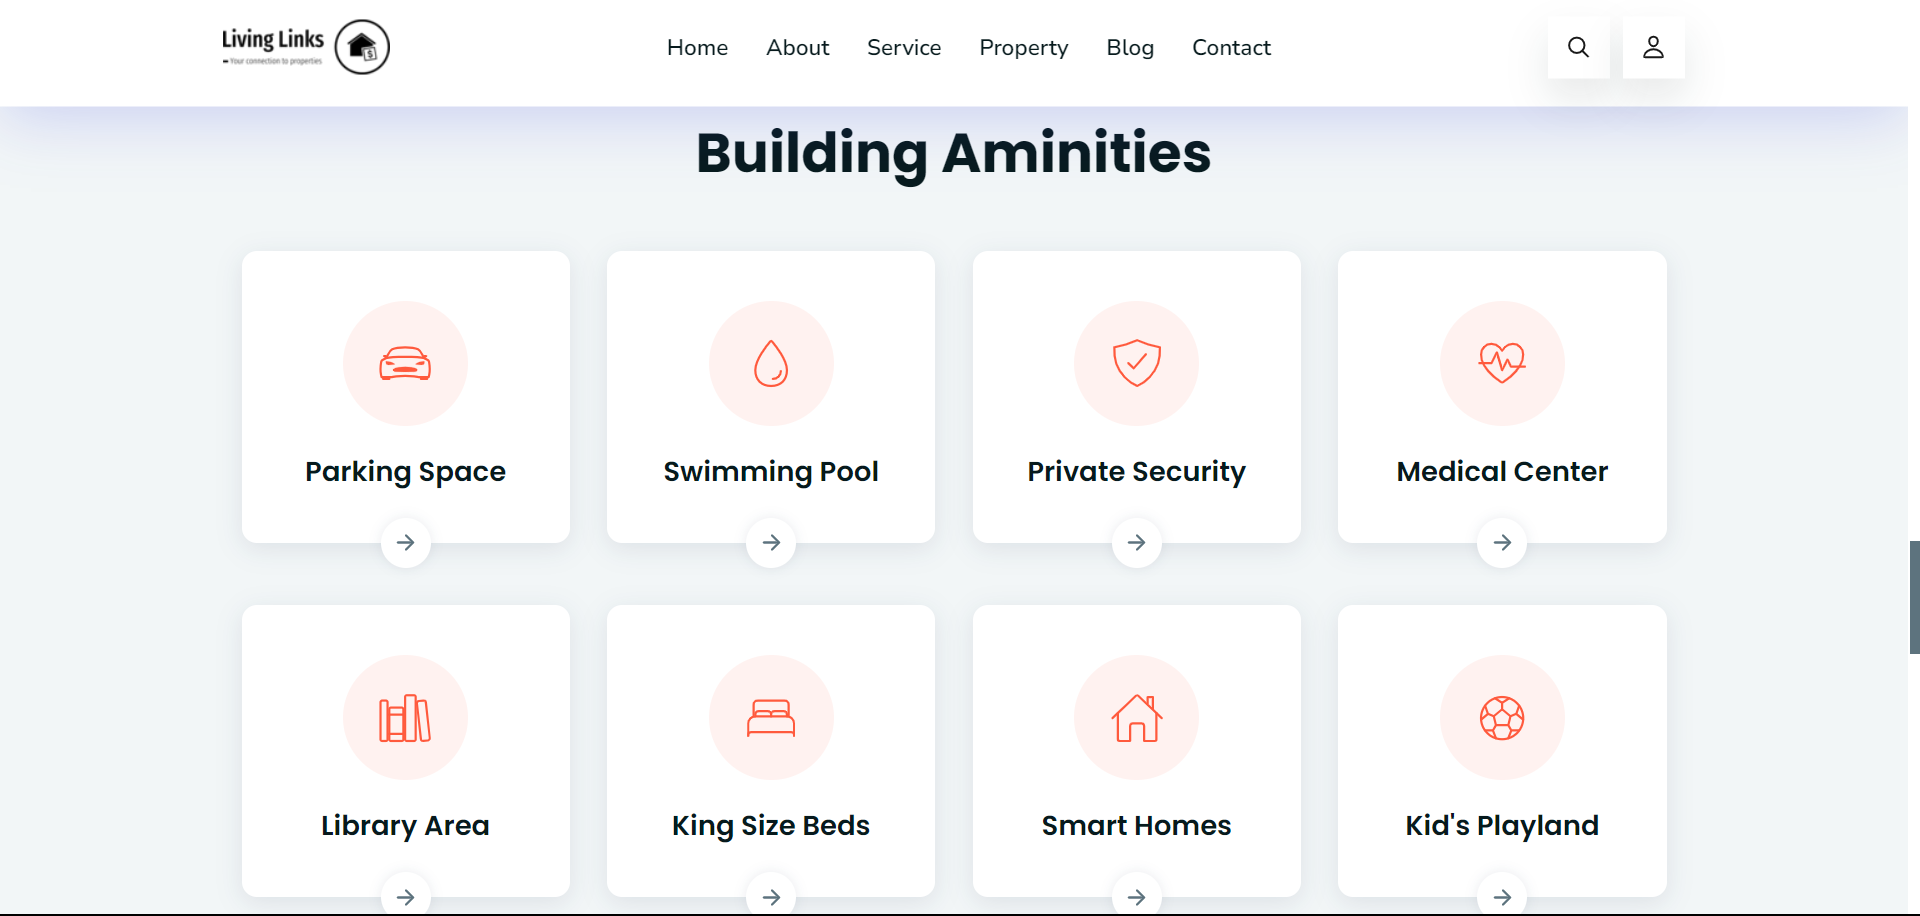 Living Links
Your connection to properties
Home About Service Property Blog Contact
Building Aminities
Parking Space Swimming Pool Private Security Medical Center
Library Area King Size Beds Smart Homes Kid's Playland